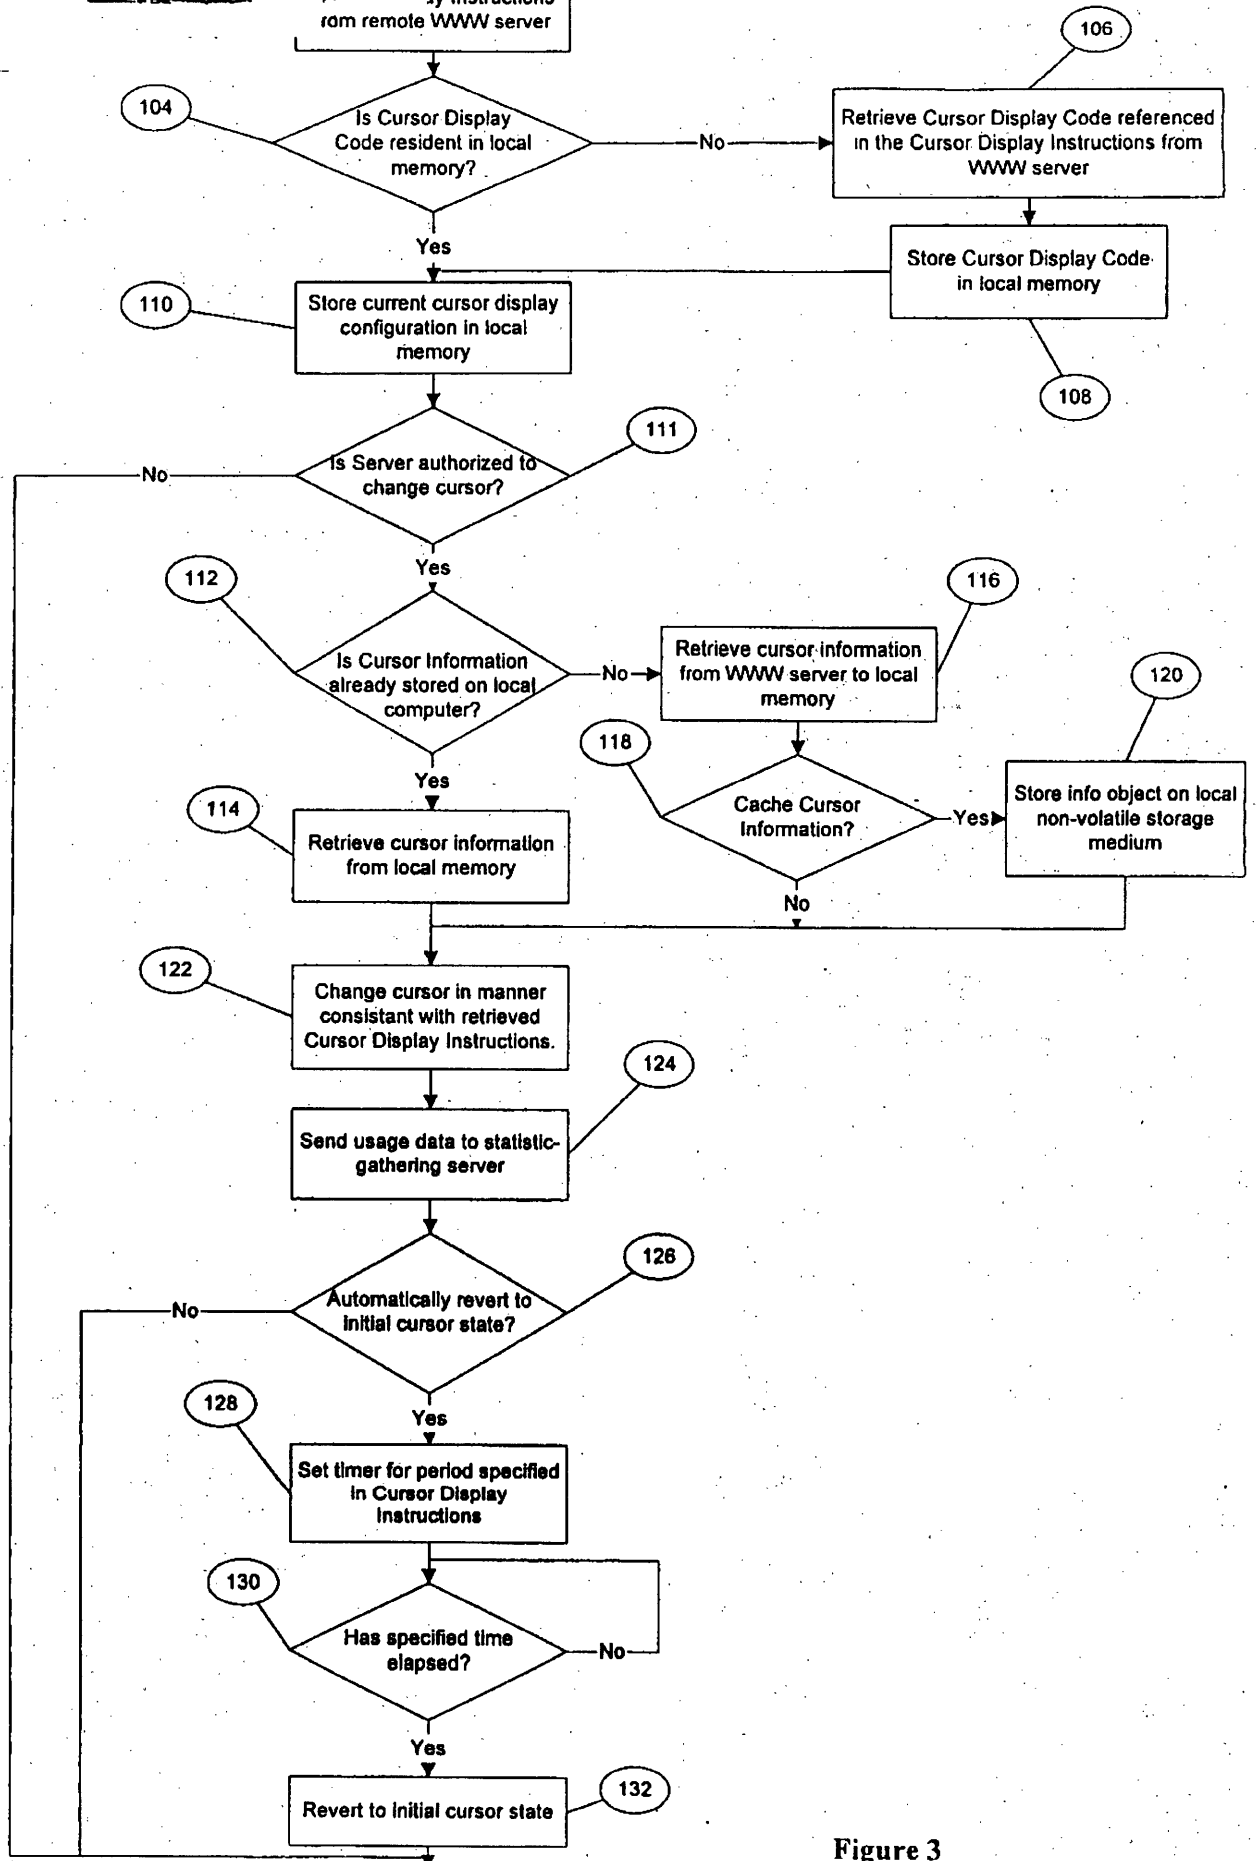 from remote WWW server
106
104
Is Cursor Display
Code resident in local
memory?
No
Retrieve Cursor Display Code referenced
in the Cursor Display Instructions from
WWW server
Yes
Store Cursor Display Code
in local memory
110
Store current cursor display
configuration in local
memory
108
111
No
Is Server authorized to
change cursor?
Yes
112
116
Is Cursor Information
already stored on local
computer?
No
Retrieve cursor information
from WWW server to local
memory
120
118
Yes
114
Cache Cursor
Information?
Yes
Store info object on local
non-volatile storage
medium
Retrieve cursor information
from local memory
No
122
Change cursor in manner
consistant with retrieved
Cursor Display Instructions.
124
Send usage data to statistic-
gathering server
126
No
Automatically revert to
initial cursor state?
128
Yes
Set timer for period specified
in Cursor Display
Instructions
130
Has specified time
elapsed?
No
Yes
132
Revert to initial cursor state
Figure 3